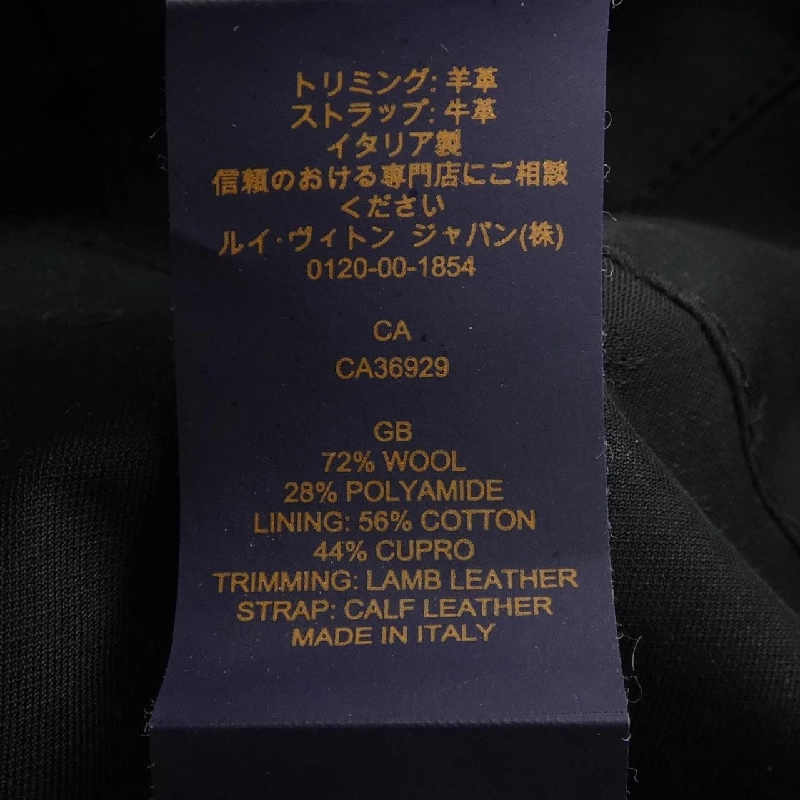 トリミング: 羊革
ストラップ: 牛革
イタリア製
信頼のおける専門店にご相談
ください
ルイ・ヴィトン ジャパン(株)
0120-00-1854
CA
CA36929
GB
72% WOOL
28% POLYAMIDE
LINING: 56% COTTON
44% CUPRO
TRIMMING: LAMB LEATHER
STRAP: CALF LEATHER
MADE IN ITALY